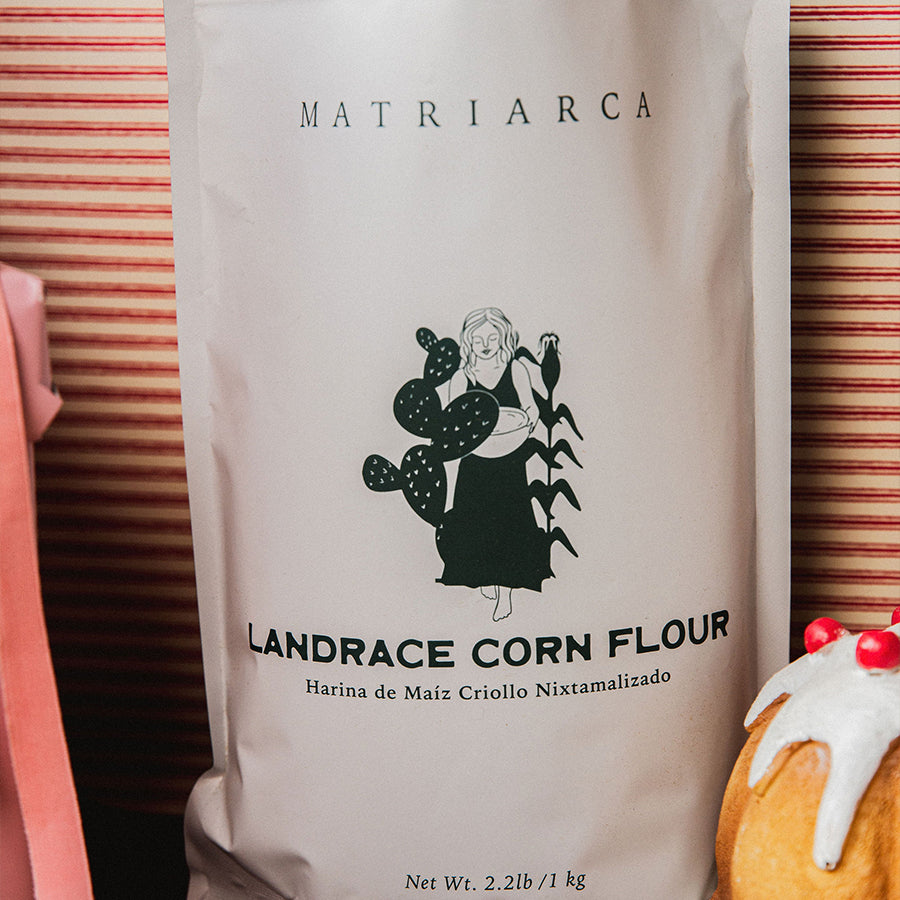 MATRIARCA
LANDRACE CORN FLOUR
Harina de Maíz Criollo Nixtamalizado
Net Wt. 2.2lb /1 kg